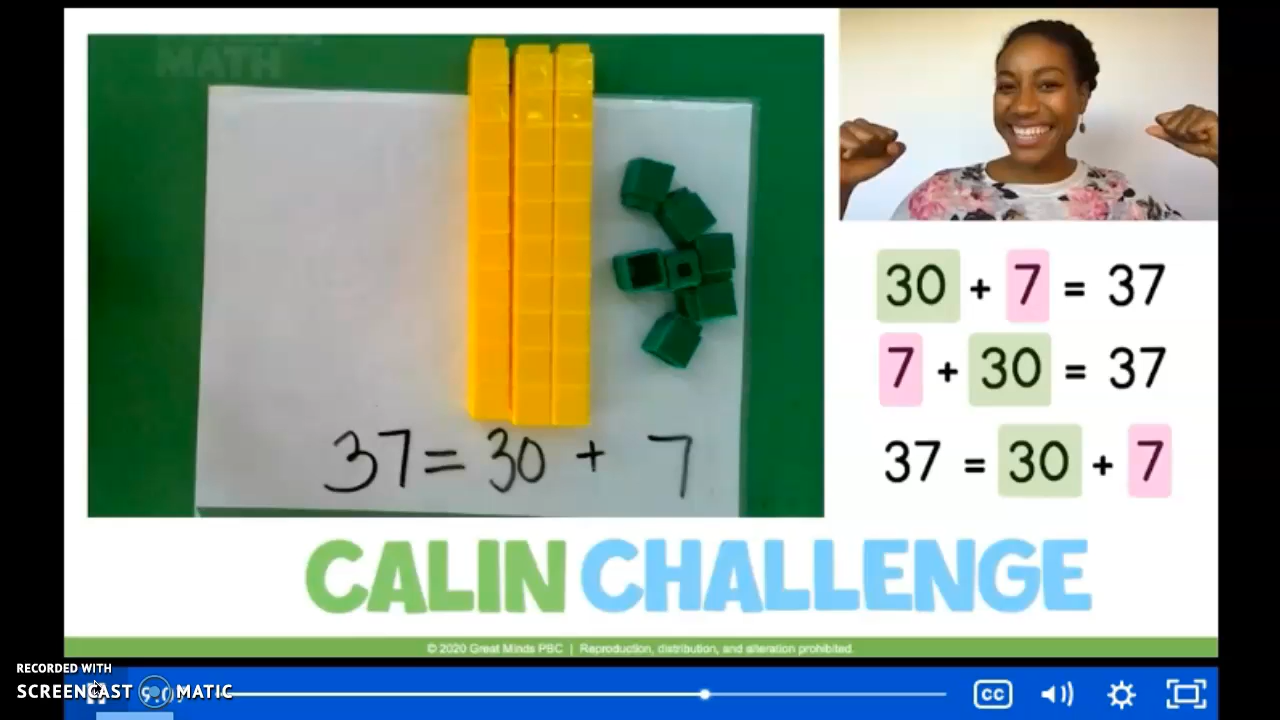 MATH
37 = 30 + 7
30 + 7 = 37
7 + 30 = 37
37 = 30 + 7
CALIN CHALLENGE
© 2020 Great Minds PBC | Reproduction, distribution, and alteration prohibited.
RECORDED WITH
SCREENCAST MATIC
CC